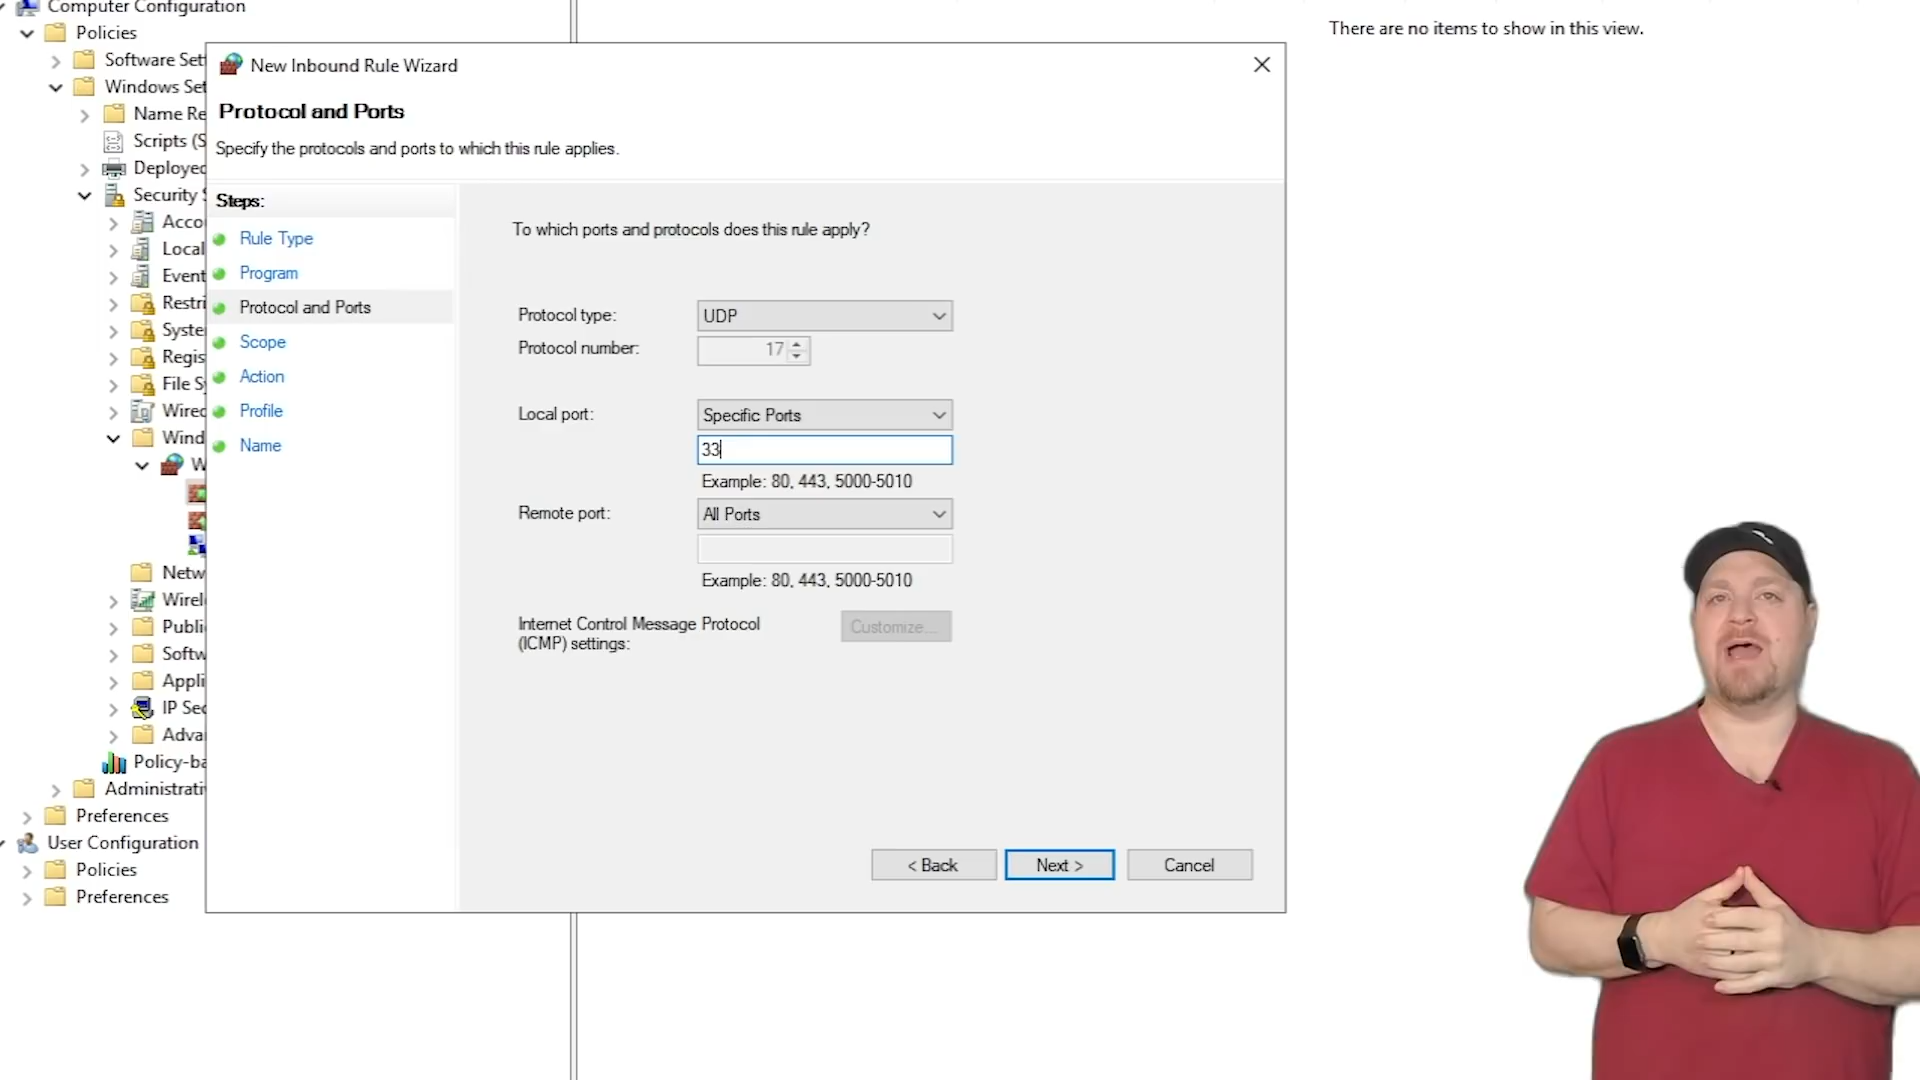 Computer Configuration
Policies
Software Set
Windows Set
Name Re
Scripts (S
Deployed
Security S
Acco
Local
Event
Restri
Syste
Regis
File Sy
Wired
Wind
W
Netw
Wirel
Publi
Softw
Appli
IP Sec
Adva
Policy-ba
Administrati
Preferences
User Configuration
Policies
Preferences
New Inbound Rule Wizard
Protocol and Ports
Specify the protocols and ports to which this rule applies.
Steps:
Rule Type
Program
Protocol and Ports
Scope
Action
Profile
Name
To which ports and protocols does this rule apply?
Protocol type: UDP
Protocol number: 17
Local port: Specific Ports
33
Example: 80, 443, 5000-5010
Remote port: All Ports
Example: 80, 443, 5000-5010
Internet Control Message Protocol
(ICMP) settings:
Customize...
< Back
Next >
Cancel
There are no items to show in this view.